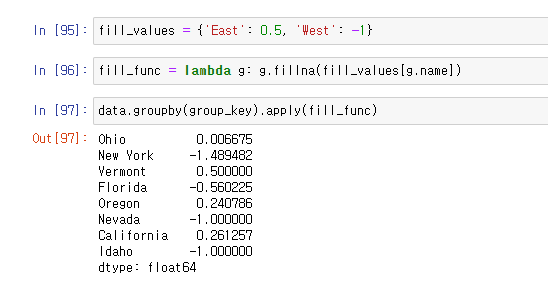 In [95]: fill_values = {'East': 0.5, 'West': -1}
In [96]: fill_func = lambda g: g.fillna(fill_values[g.name])
In [97]: data.groupby(group_key).apply(fill_func)
Out[97]: Ohio          0.006675
New York     -1.489482
Vermont       0.500000
Florida      -0.560225
Oregon        0.240786
Nevada       -1.000000
California    0.261257
Idaho        -1.000000
dtype: float64